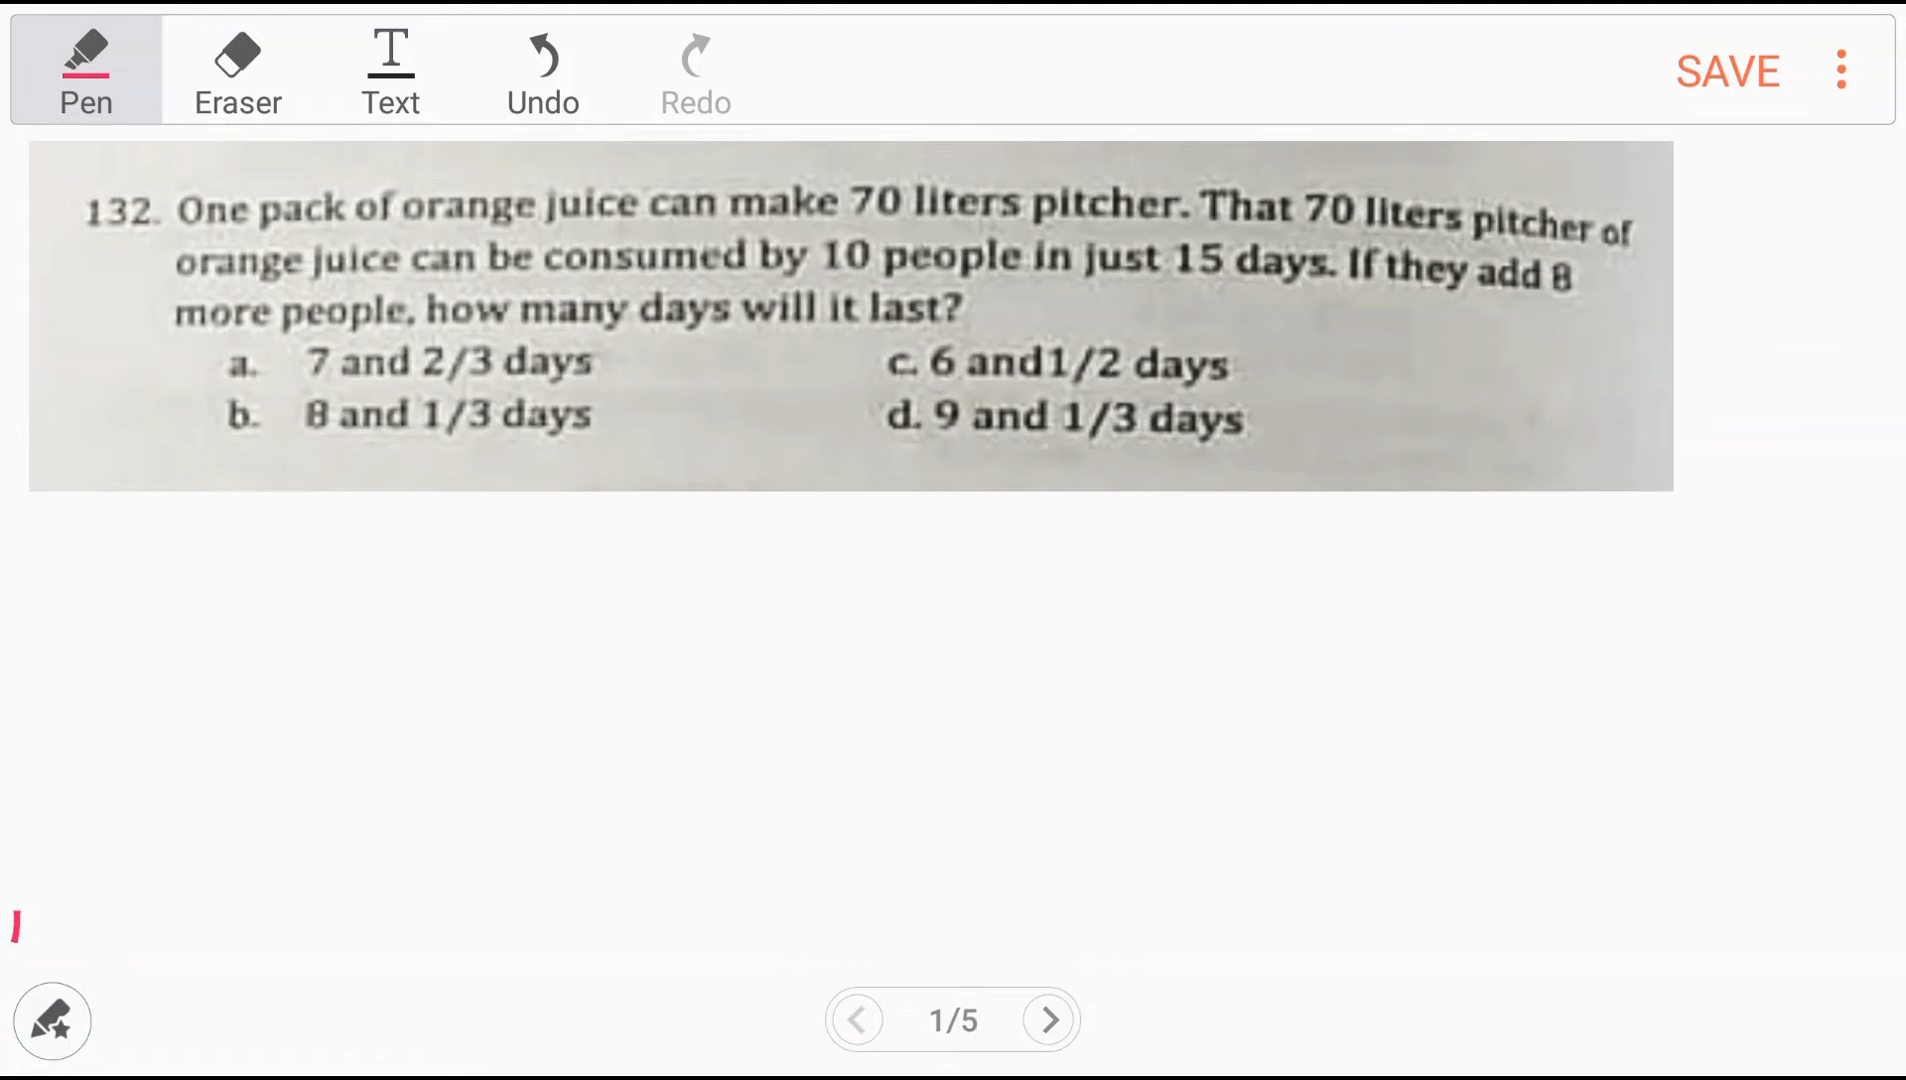 Pen Eraser Text Undo Redo SAVE
132. One pack of orange juice can make 70 liters pitcher. That 70 liters pitcher of
orange juice can be consumed by 10 people in just 15 days. If they add 8
more people, how many days will it last?
a. 7 and 2/3 days c. 6 and1/2 days
b. 8 and 1/3 days d. 9 and 1/3 days
1/5